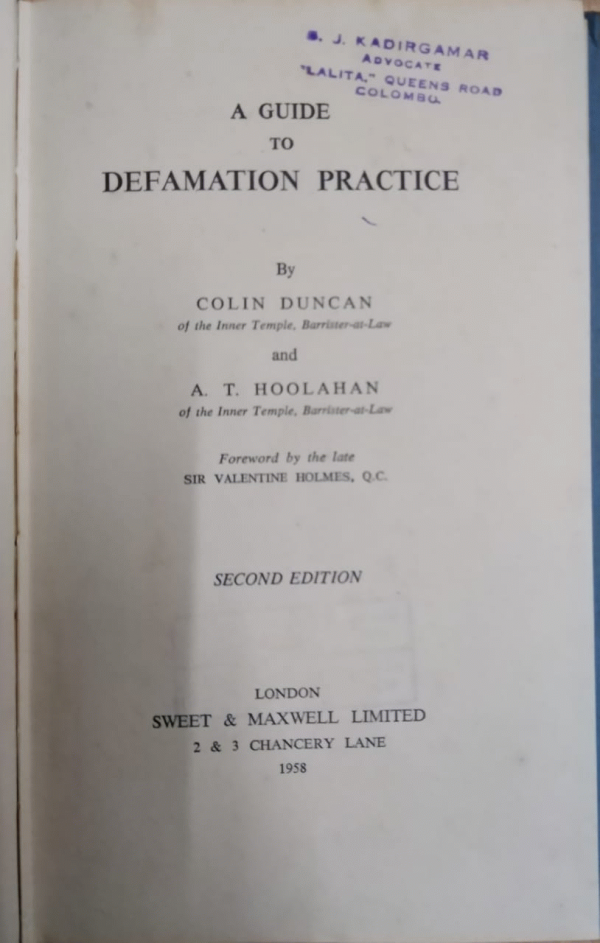 S. J. KADIRGAMAR
ADVOCATE
"LALITA," QUEENS ROAD
COLOMBO.
A GUIDE
TO
DEFAMATION PRACTICE
By
COLIN DUNCAN
of the Inner Temple, Barrister-at-Law
and
A. T. HOOLAHAN
of the Inner Temple, Barrister-at-Law
Foreword by the late
SIR VALENTINE HOLMES, Q.C.
SECOND EDITION
LONDON
SWEET & MAXWELL LIMITED
2 & 3 CHANCERY LANE
1958